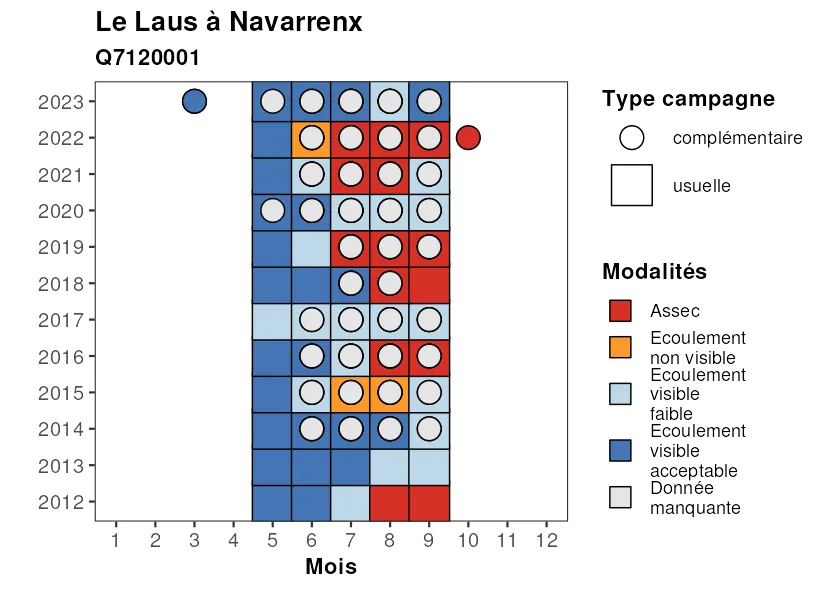 Le Laus à Navarrenx
Q7120001
2023
2022
2021
2020
2019
2018
2017
2016
2015
2014
2013
2012
1 2 3 4 5 6 7 8 9 10 11 12
Mois
Type campagne
complémentaire
usuelle
Modalités
Assec
Ecoulement
non visible
Ecoulement
visible
faible
Ecoulement
visible
acceptable
Donnée
manquante